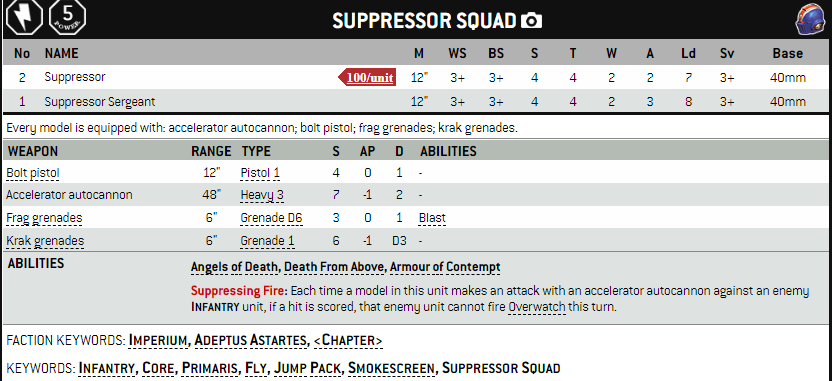 5
POWER
SUPPRESSOR SQUAD
No NAME M WS BS S T W A Ld Sv Base
2 Suppressor 100/unit 12" 3+ 3+ 4 4 2 2 7 3+ 40mm
1 Suppressor Sergeant 12" 3+ 3+ 4 4 2 3 8 3+ 40mm
Every model is equipped with: accelerator autocannon; bolt pistol; frag grenades; krak grenades.
WEAPON RANGE TYPE S AP D ABILITIES
Bolt pistol 12" Pistol 1 4 0 1 -
Accelerator autocannon 48" Heavy 3 7 -1 2 -
Frag grenades 6" Grenade D6 3 0 1 Blast
Krak grenades 6" Grenade 1 6 -1 D3 -
ABILITIES Angels of Death, Death From Above, Armour of Contempt
Suppressing Fire: Each time a model in this unit makes an attack with an accelerator autocannon against an enemy
INFANTRY unit, if a hit is scored, that enemy unit cannot fire Overwatch this turn.
FACTION KEYWORDS: IMPERIUM, ADEPTUS ASTARTES, <CHAPTER>
KEYWORDS: INFANTRY, CORE, PRIMARIS, FLY, JUMP PACK, SMOKESCREEN, SUPPRESSOR SQUAD